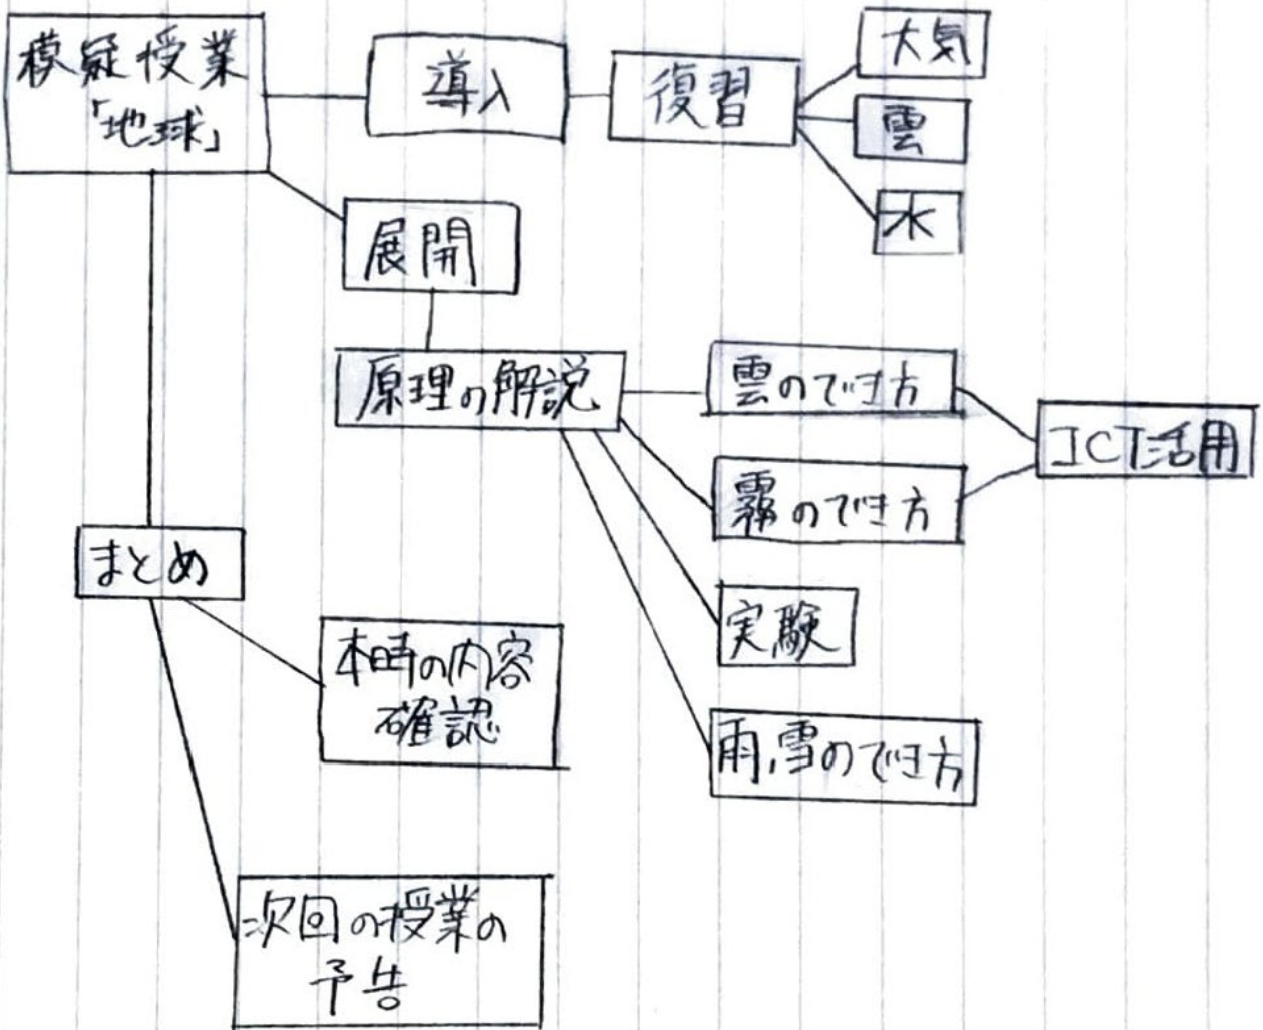 模疑授業
「地球」
導入
復習
大気
雲
水
展開
原理の解説
雲のでき方
霧のでき方
ICT活用
実験
雨,雪のでき方
まとめ
本時の内容
確認
次回の授業の
予告